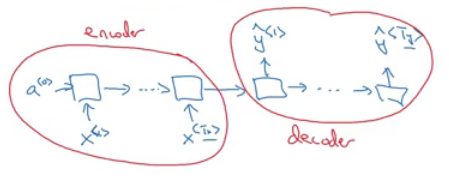 encoder
ŷ<1> ŷ<Ty>
a<0> → → ⋯ → → → ⋯ →
x<1> x<Tx>
decoder